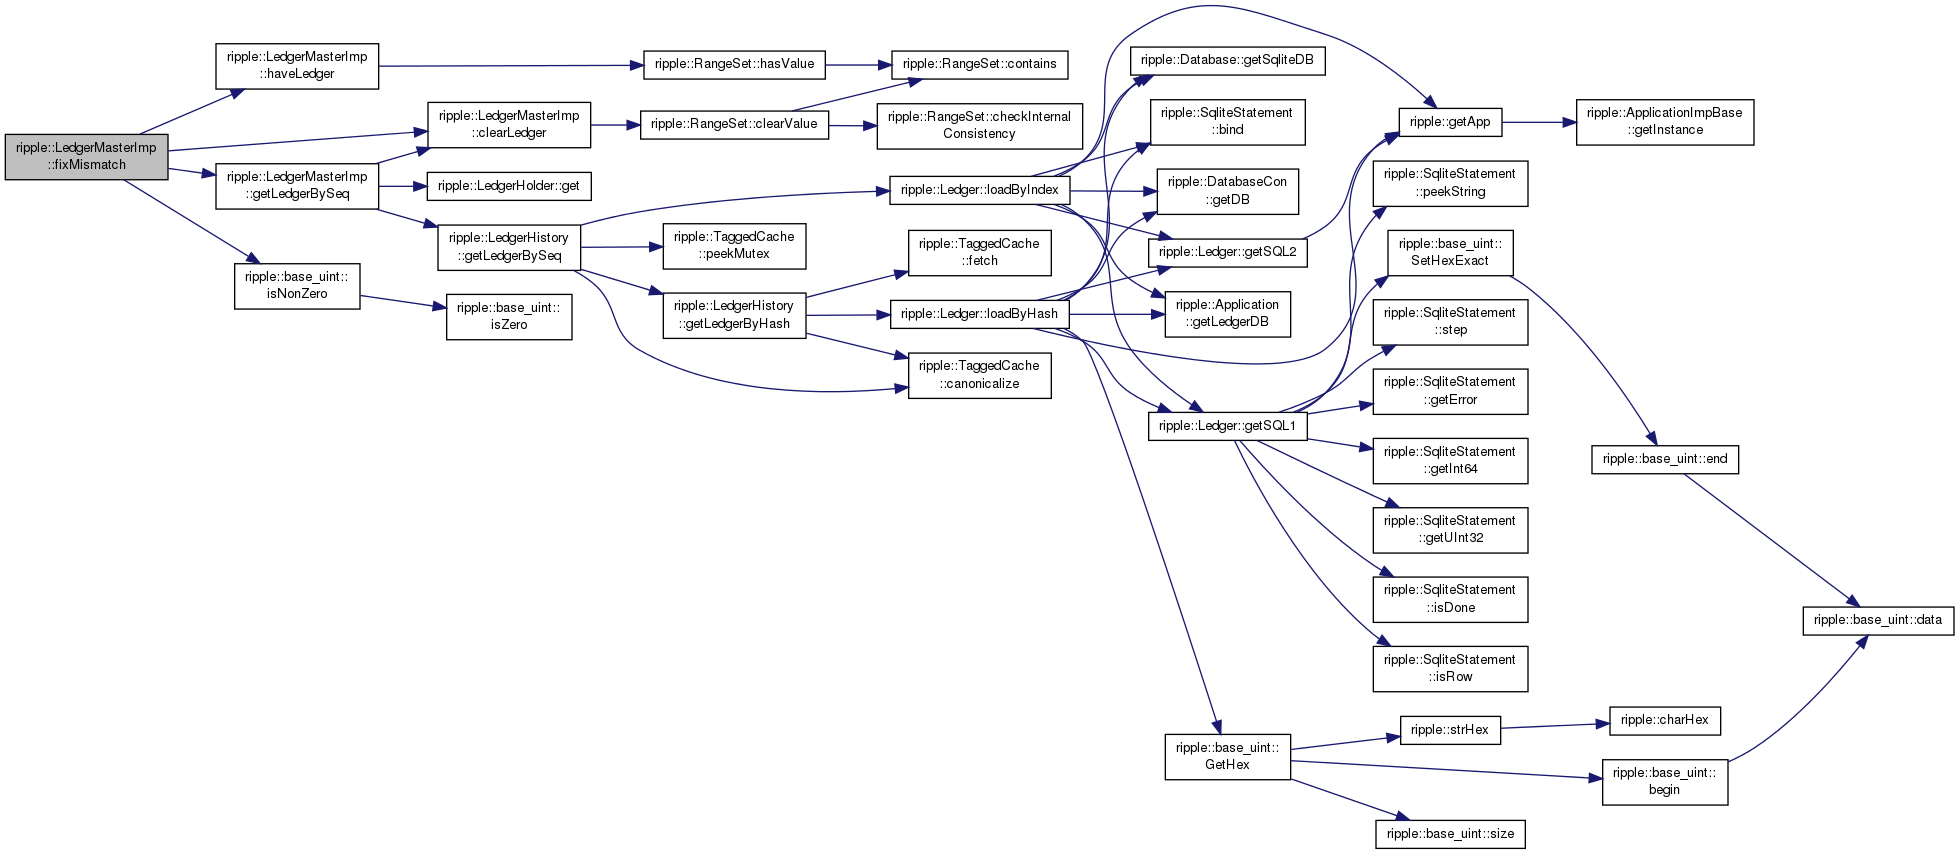 ripple::LedgerMasterImp
::fixMismatch
ripple::LedgerMasterImp
::haveLedger
ripple::LedgerMasterImp
::clearLedger
ripple::LedgerMasterImp
::getLedgerBySeq
ripple::LedgerHolder::get
ripple::LedgerHistory
::getLedgerBySeq
ripple::base_uint::
isNonZero
ripple::base_uint::
isZero
ripple::RangeSet::hasValue
ripple::RangeSet::clearValue
ripple::TaggedCache
::peekMutex
ripple::LedgerHistory
::getLedgerByHash
ripple::RangeSet::contains
ripple::RangeSet::checkInternal
Consistency
ripple::Ledger::loadByIndex
ripple::TaggedCache
::fetch
ripple::Ledger::loadByHash
ripple::TaggedCache
::canonicalize
ripple::Database::getSqliteDB
ripple::SqliteStatement
::bind
ripple::DatabaseCon
::getDB
ripple::Ledger::getSQL2
ripple::Application
::getLedgerDB
ripple::Ledger::getSQL1
ripple::base_uint::
GetHex
ripple::getApp
ripple::SqliteStatement
::peekString
ripple::base_uint::
SetHexExact
ripple::SqliteStatement
::step
ripple::SqliteStatement
::getError
ripple::SqliteStatement
::getInt64
ripple::SqliteStatement
::getUInt32
ripple::SqliteStatement
::isDone
ripple::SqliteStatement
::isRow
ripple::strHex
ripple::base_uint::size
ripple::ApplicationImpBase
::getInstance
ripple::base_uint::end
ripple::charHex
ripple::base_uint::
begin
ripple::base_uint::data